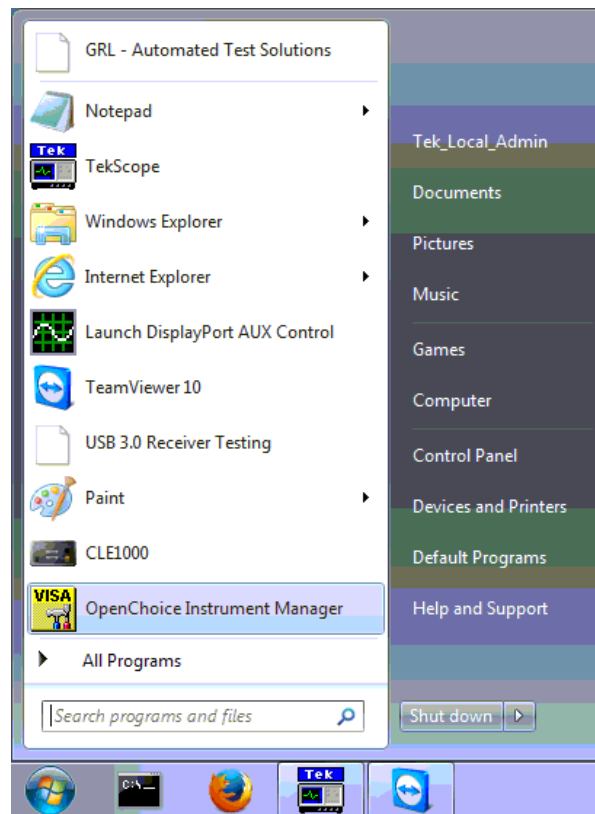 GRL - Automated Test Solutions
Notepad
Tek
TekScope
Windows Explorer
Internet Explorer
Launch DisplayPort AUX Control
TeamViewer 10
USB 3.0 Receiver Testing
Paint
CLE1000
VISA
OpenChoice Instrument Manager
All Programs
Search programs and files
Tek_Local_Admin
Documents
Pictures
Music
Games
Computer
Control Panel
Devices and Printers
Default Programs
Help and Support
Shut down
C:\_
Tek